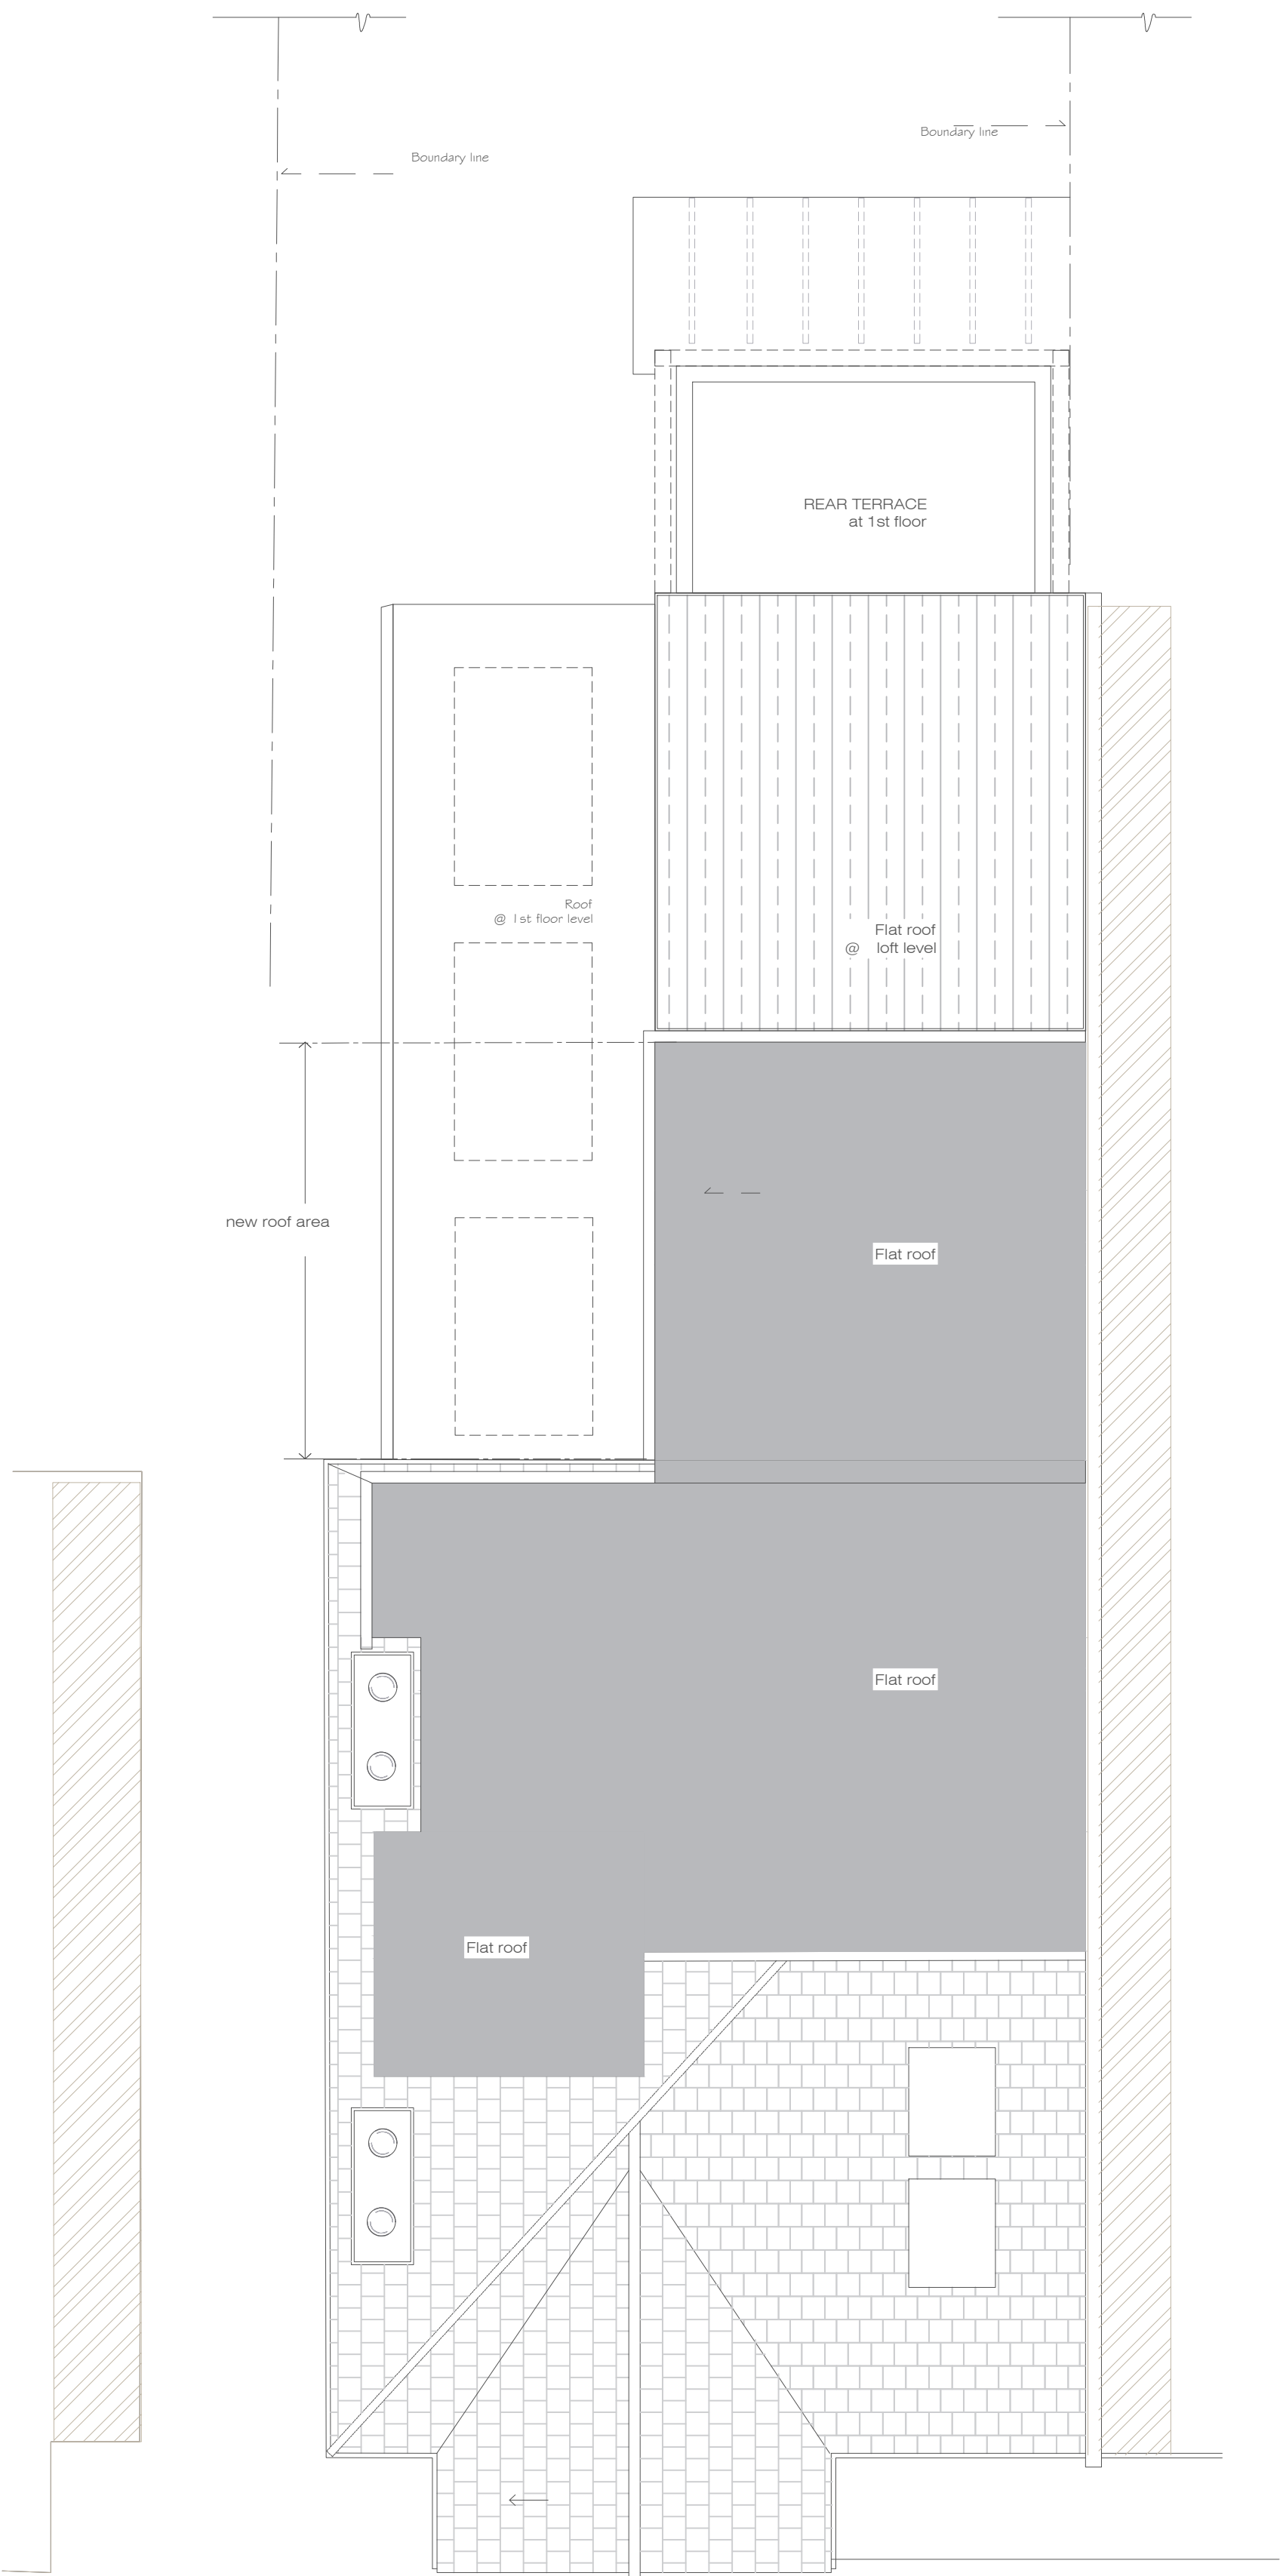 Boundary line
Boundary line
REAR TERRACE
at 1st floor
Roof
@ 1st floor level
Flat roof
@ loft level
new roof area
Flat roof
Flat roof
Flat roof